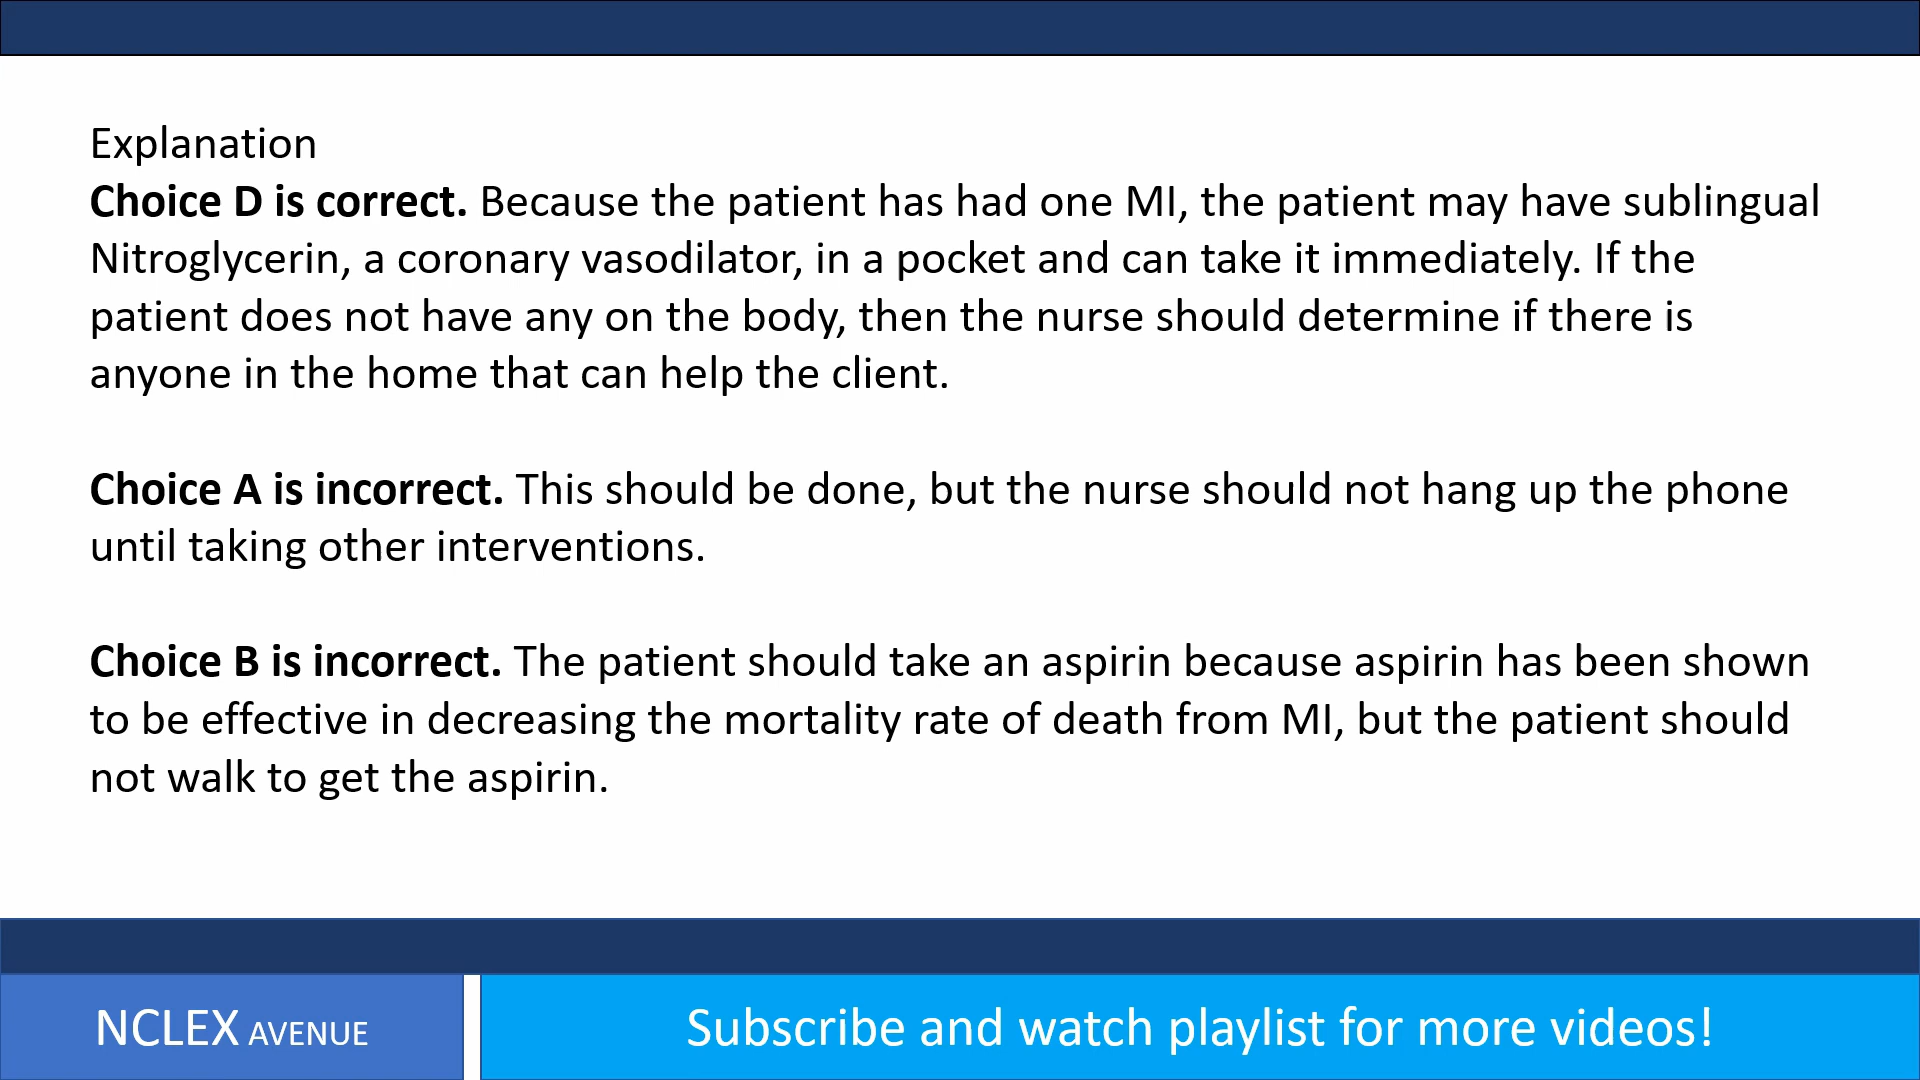 Explanation
Choice D is correct. Because the patient has had one MI, the patient may have sublingual
Nitroglycerin, a coronary vasodilator, in a pocket and can take it immediately. If the
patient does not have any on the body, then the nurse should determine if there is
anyone in the home that can help the client.
Choice A is incorrect. This should be done, but the nurse should not hang up the phone
until taking other interventions.
Choice B is incorrect. The patient should take an aspirin because aspirin has been shown
to be effective in decreasing the mortality rate of death from MI, but the patient should
not walk to get the aspirin.
NCLEX AVENUE
Subscribe and watch playlist for more videos!